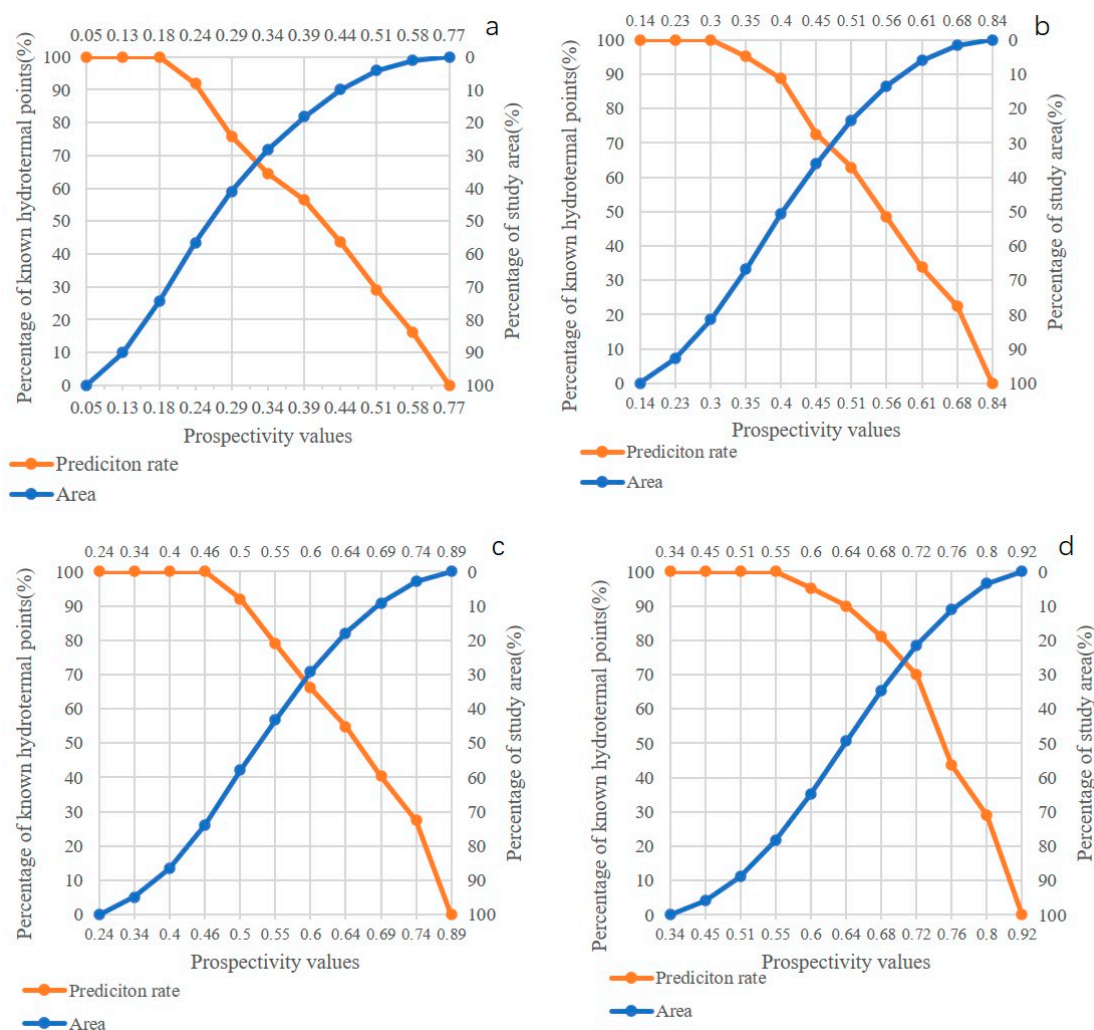 a
0.05 0.13 0.18 0.24 0.29 0.34 0.39 0.44 0.51 0.58 0.77
Percentage of known hydrotermal points(%)
100
90
80
70
60
50
40
30
20
10
0
0
10
20
30
40
50
60
70
80
90
100
Percentage of study area(%)
0.05 0.13 0.18 0.24 0.29 0.34 0.39 0.44 0.51 0.58 0.77
Prospectivity values
Prediciton rate
Area
b
0.14 0.23 0.3 0.35 0.4 0.45 0.51 0.56 0.61 0.68 0.84
Percentage of known hydrotermal points(%)
100
90
80
70
60
50
40
30
20
10
0
0
10
20
30
40
50
60
70
80
90
100
Percentage of study area(%)
0.14 0.23 0.3 0.35 0.4 0.45 0.51 0.56 0.61 0.68 0.84
Prospectivity values
Prediciton rate
Area
c
0.24 0.34 0.4 0.46 0.5 0.55 0.6 0.64 0.69 0.74 0.89
Percentage of known hydrotermal points(%)
100
90
80
70
60
50
40
30
20
10
0
0
10
20
30
40
50
60
70
80
90
100
Percentage of study area(%)
0.24 0.34 0.4 0.46 0.5 0.55 0.6 0.64 0.69 0.74 0.89
Prospectivity values
Prediciton rate
Area
d
0.34 0.45 0.51 0.55 0.6 0.64 0.68 0.72 0.76 0.8 0.92
Percentage of known hydrotermal points(%)
100
90
80
70
60
50
40
30
20
10
0
0
10
20
30
40
50
60
70
80
90
100
Percentage of study area(%)
0.34 0.45 0.51 0.55 0.6 0.64 0.68 0.72 0.76 0.8 0.92
Prospectivity values
Prediciton rate
Area